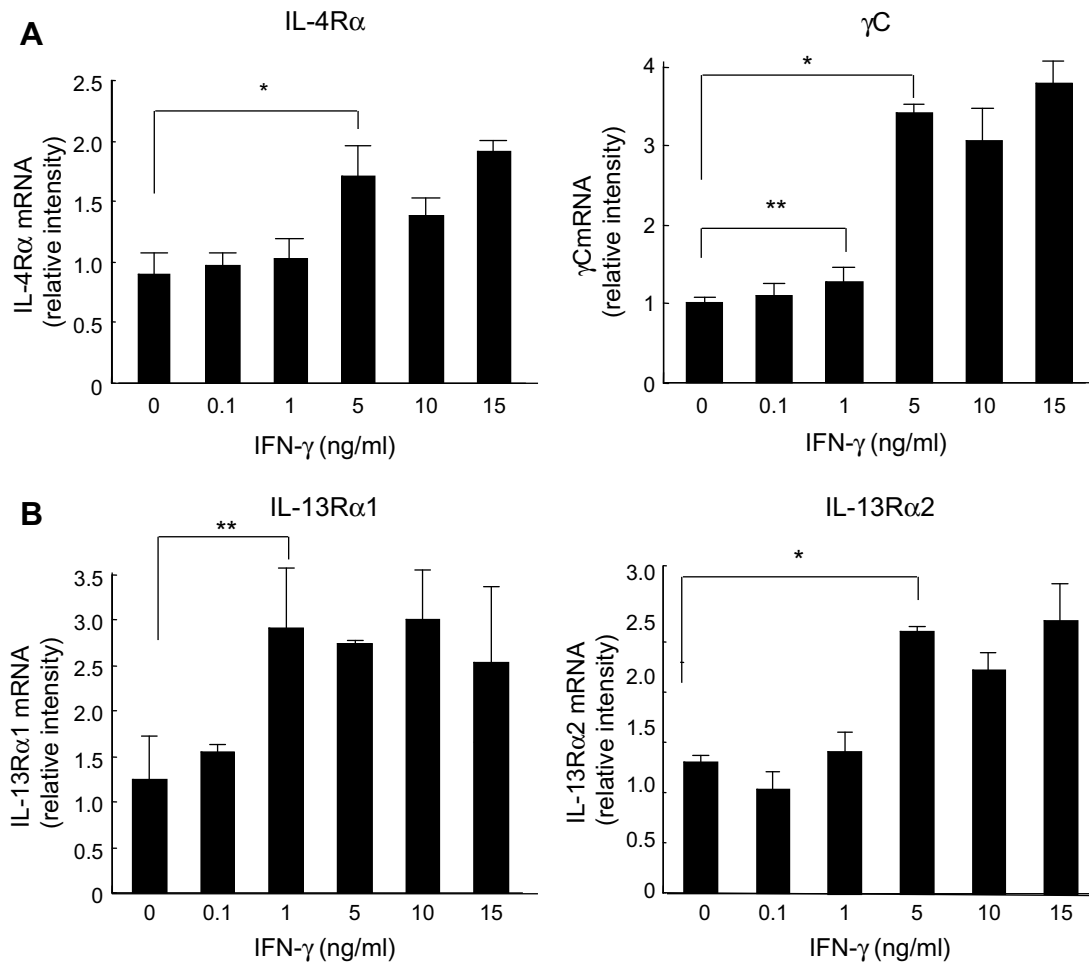 A
IL-4Rα
γC
IL-4Rα mRNA
(relative intensity)
2.5
2.0
1.5
1.0
0.5
0
*
0 0.1 1 5 10 15
IFN-γ (ng/ml)
γCmRNA
(relative intensity)
4
3
2
1
0
*
**
0 0.1 1 5 10 15
IFN-γ (ng/ml)
B
IL-13Rα1
IL-13Rα2
IL-13Rα1 mRNA
(relative intensity)
3.5
3.0
2.5
2.0
1.5
1.0
0.5
0
**
0 0.1 1 5 10 15
IFN-γ (ng/ml)
IL-13Rα2 mRNA
(relative intensity)
3.0
2.5
2.0
1.5
1.0
0.5
0
*
0 0.1 1 5 10 15
IFN-γ (ng/ml)